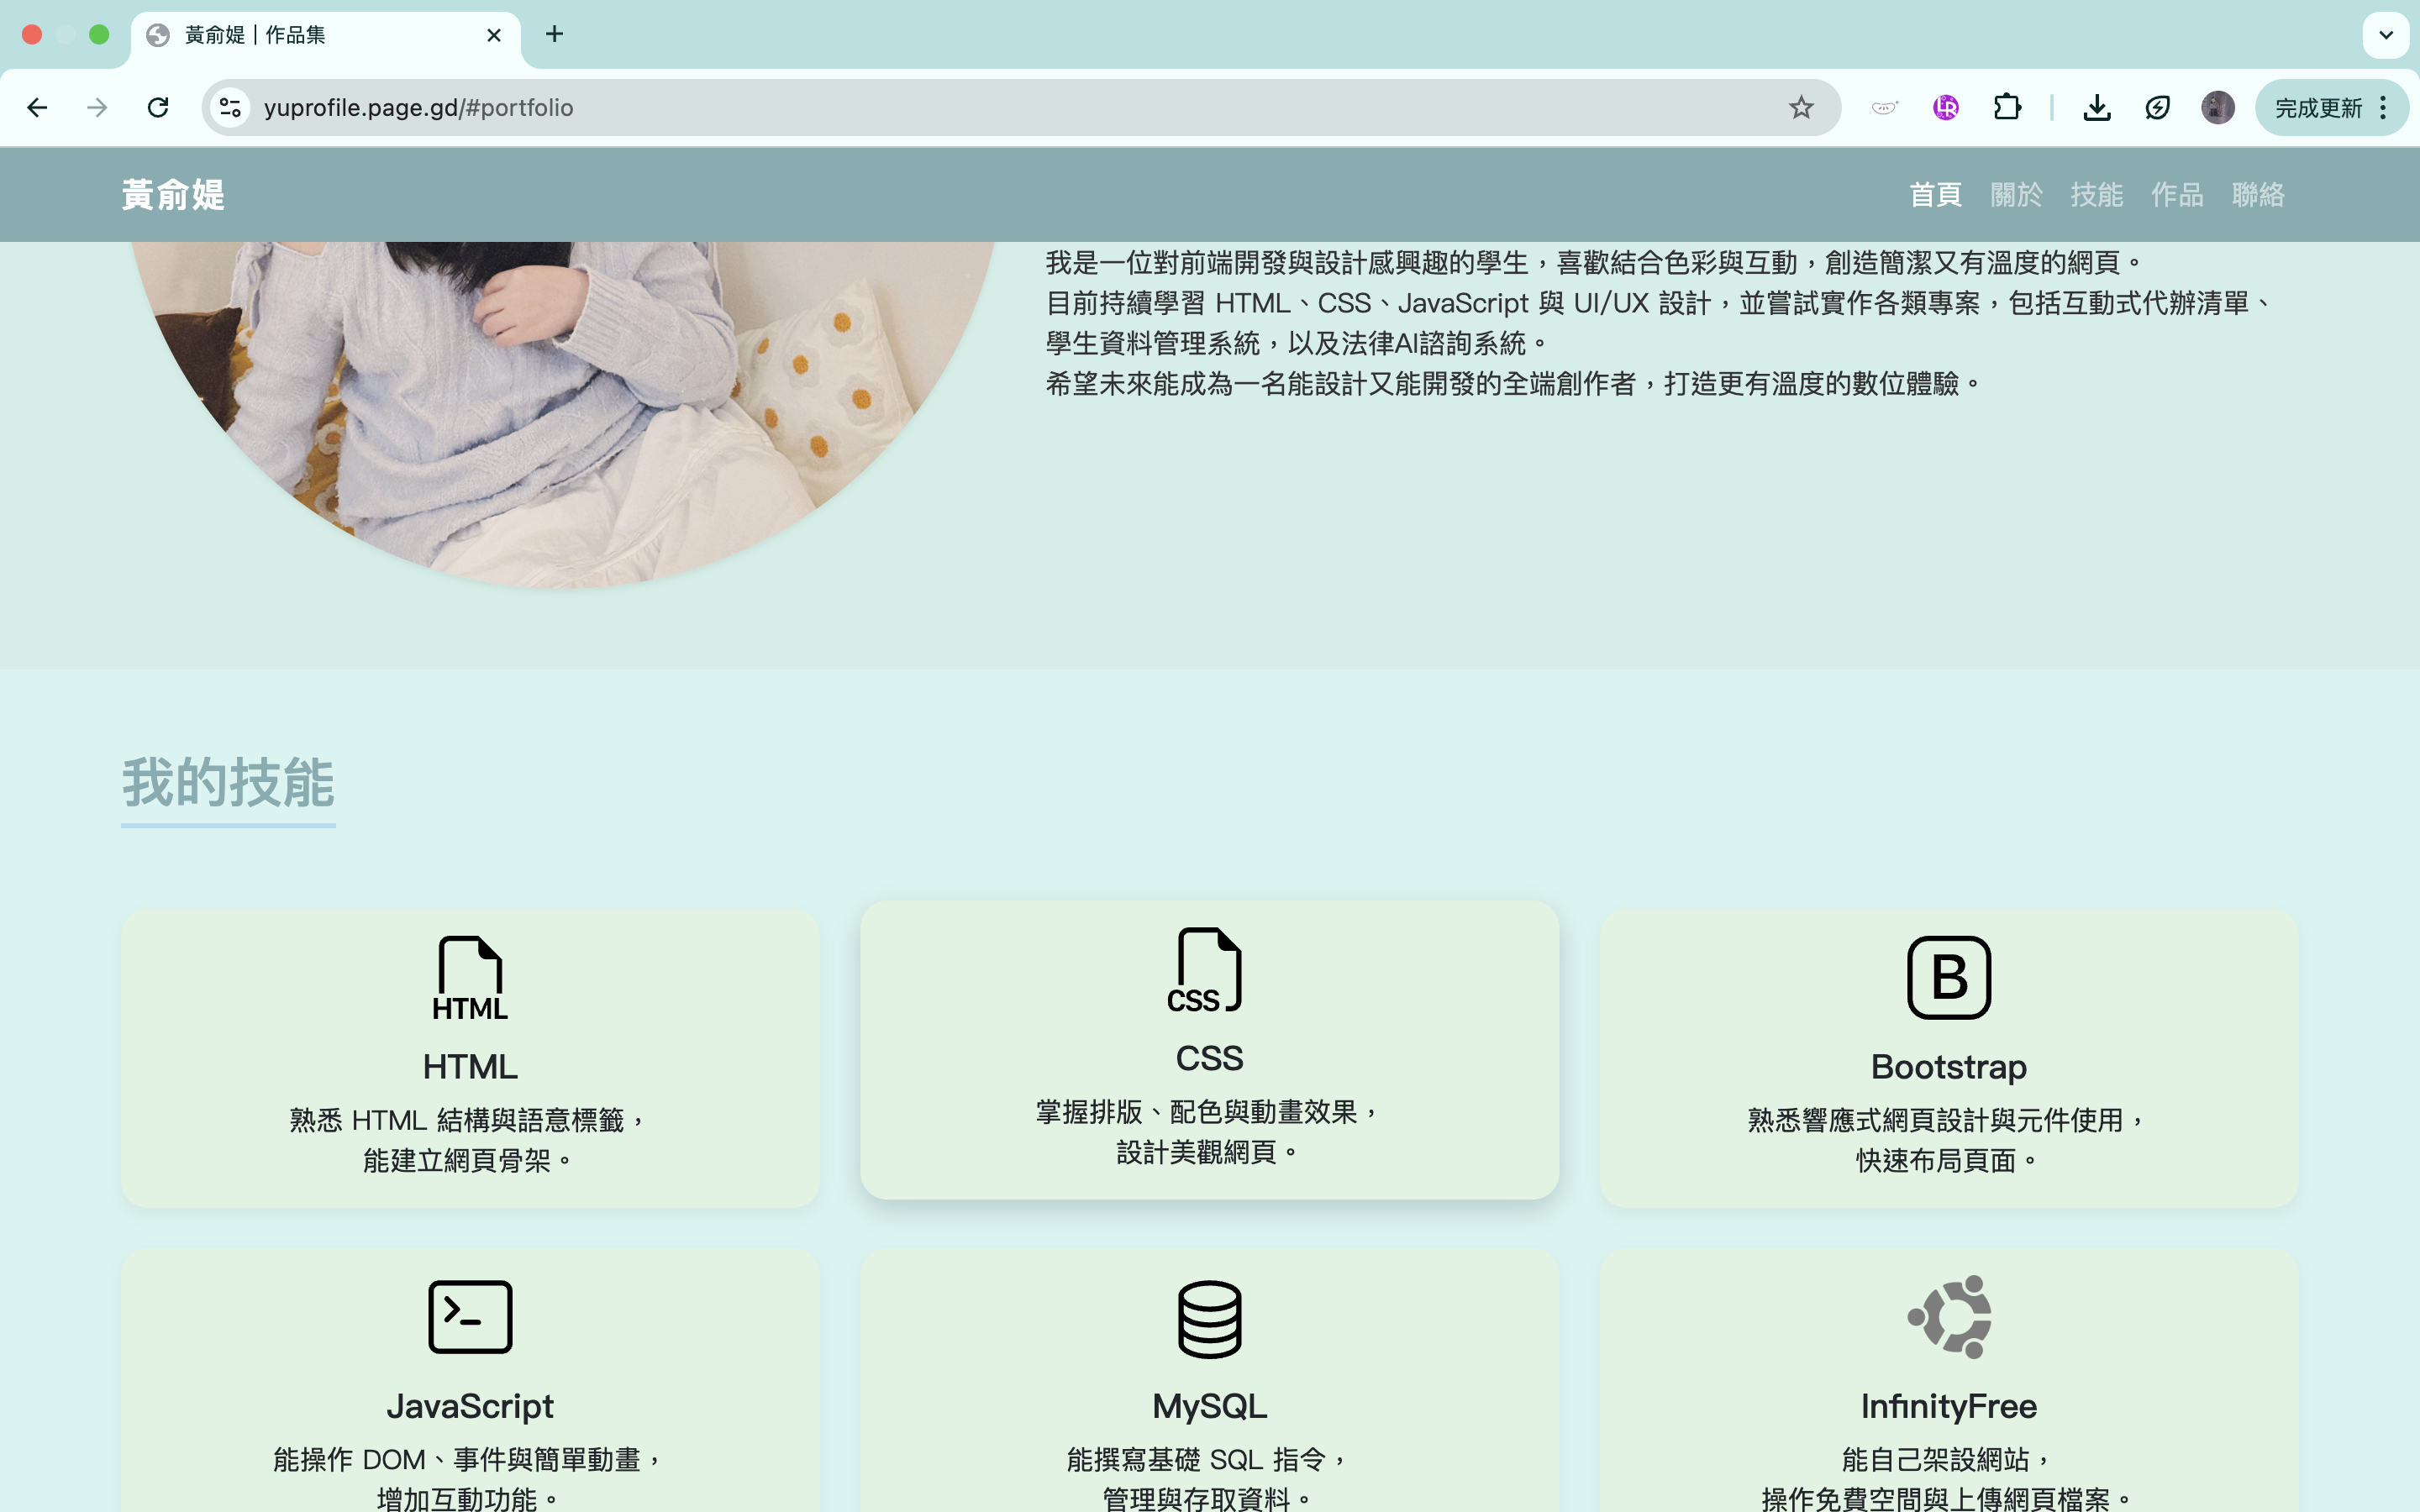 黃俞媞｜作品集
yuprofile.page.gd/#portfolio
完成更新
黃俞媞
首頁 關於 技能 作品 聯絡
我是一位對前端開發與設計感興趣的學生，喜歡結合色彩與互動，創造簡潔又有溫度的網頁。
目前持續學習 HTML、CSS、JavaScript 與 UI/UX 設計，並嘗試實作各類專案，包括互動式代辦清單、
學生資料管理系統，以及法律AI諮詢系統。
希望未來能成為一名能設計又能開發的全端創作者，打造更有溫度的數位體驗。
我的技能
HTML
HTML
熟悉 HTML 結構與語意標籤，
能建立網頁骨架。
CSS
CSS
掌握排版、配色與動畫效果，
設計美觀網頁。
B
Bootstrap
熟悉響應式網頁設計與元件使用，
快速布局頁面。
JavaScript
能操作 DOM、事件與簡單動畫，
增加互動功能。
MySQL
能撰寫基礎 SQL 指令，
管理與存取資料。
InfinityFree
能自己架設網站，
操作免費空間與上傳網頁檔案。